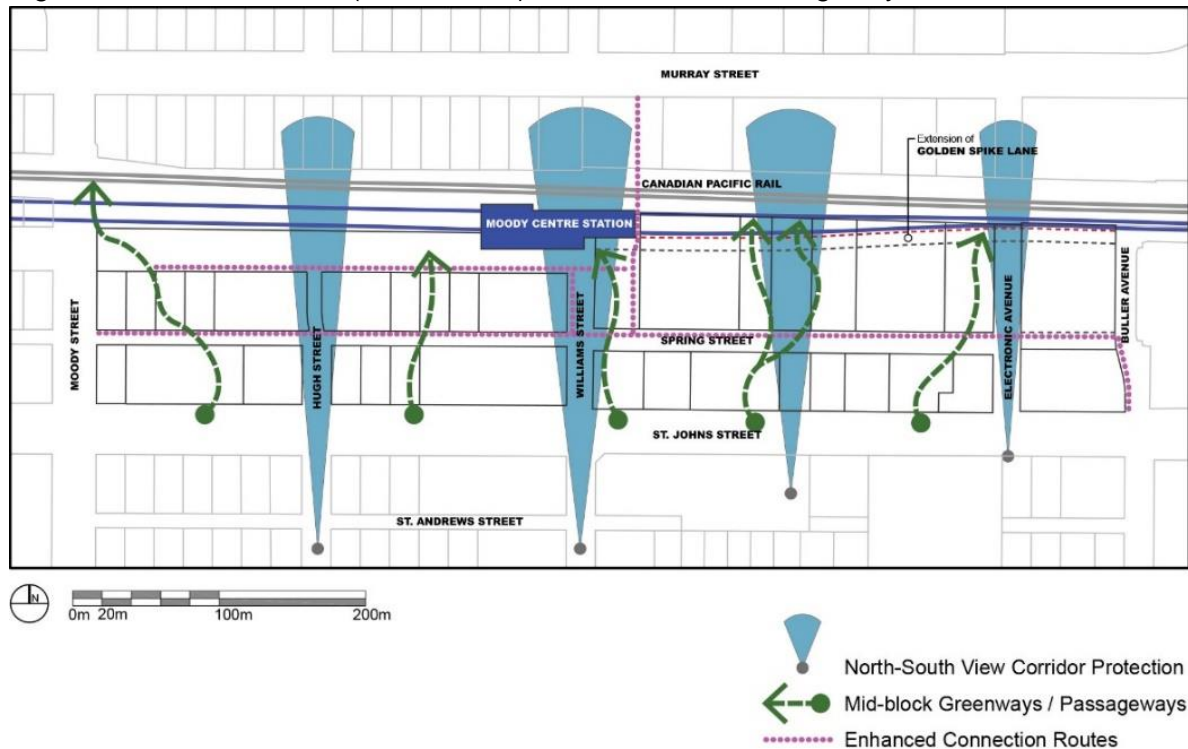 MURRAY STREET
Extension of
GOLDEN SPIKE LANE
CANADIAN PACIFIC RAIL
MOODY CENTRE STATION
MOODY STREET
HUGH STREET
WILLIAMS STREET
SPRING STREET
ELECTRONIC AVENUE
BULLER AVENUE
ST. JOHNS STREET
ST. ANDREWS STREET
N
0m 20m 100m 200m
North-South View Corridor Protection
Mid-block Greenways / Passageways
Enhanced Connection Routes